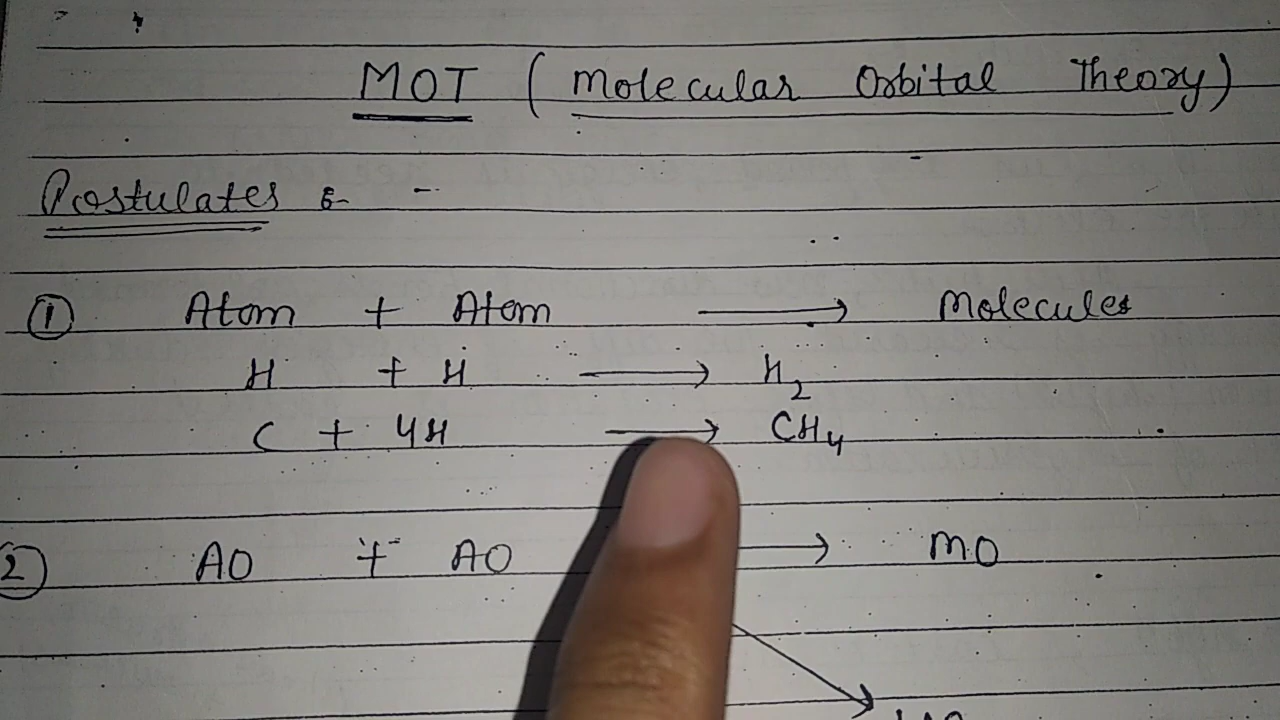 MOT ( Molecular Orbital Theory)
Postulates :-
① Atom + Atom ⟶ Molecules
H + H ⟶ H₂
C + 4H ⟶ CH₄
② AO + AO ⟶ MO